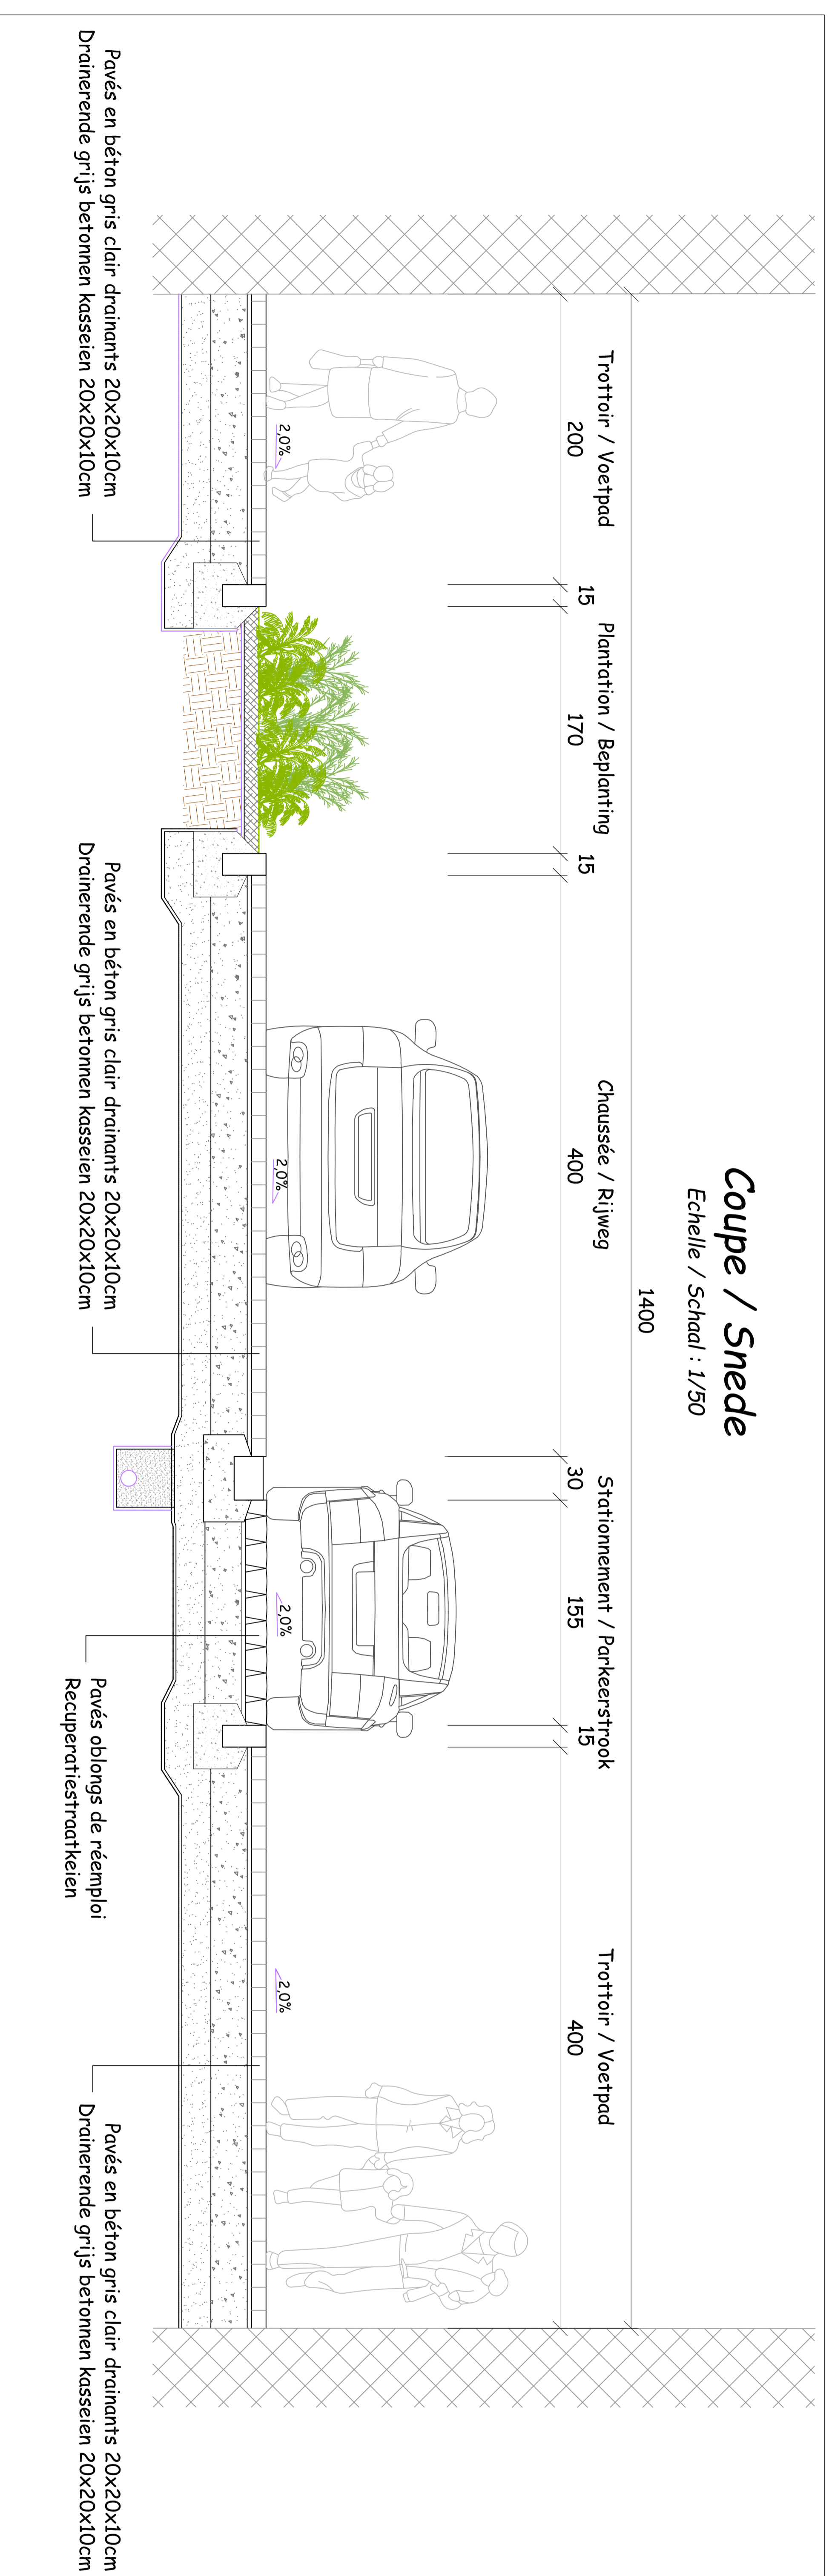 Coupe / Snede
Echelle / Schaal : 1/50
1400
Trottoir / Voetpad
200
15
Plantation / Beplanting
170
15
Chaussée / Rijweg
400
30
Stationnement / Parkeerstrook
155
15
Trottoir / Voetpad
400
2,0%
2,0%
2,0%
2,0%
Pavés en béton gris clair drainants 20x20x10cm
Drainerende grijs betonnen kasseien 20x20x10cm
Pavés en béton gris clair drainants 20x20x10cm
Drainerende grijs betonnen kasseien 20x20x10cm
Pavés oblongs de réemploi
Recuperatiestraatkeien
Pavés en béton gris clair drainants 20x20x10cm
Drainerende grijs betonnen kasseien 20x20x10cm